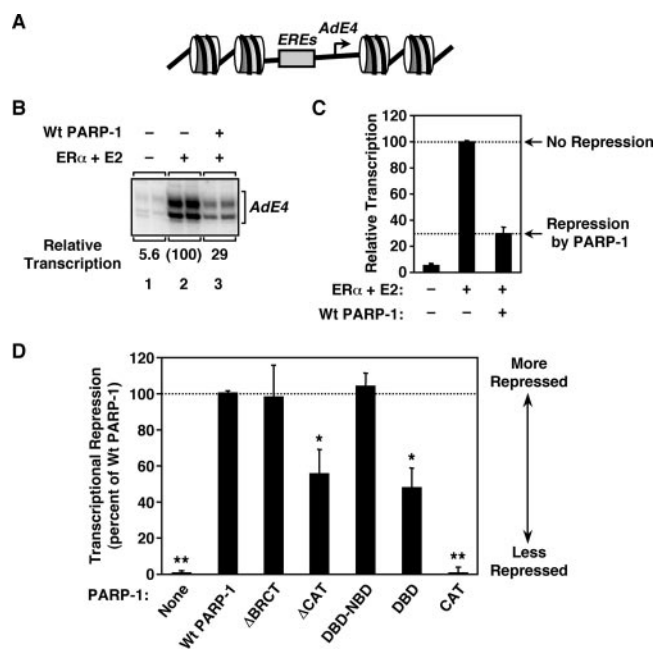 A
EREs
AdE4
B
Wt PARP-1 – – +
ERα + E2 – + +
AdE4
Relative Transcription 5.6 (100) 29
1 2 3
C
Relative Transcription
120
100
80
60
40
20
0
No Repression
Repression by PARP-1
ERα + E2: – + +
Wt PARP-1: – – +
D
Transcriptional Repression
(percent of Wt PARP-1)
120
100
80
60
40
20
0
** * * **
PARP-1:
None
Wt PARP-1
ΔBRCT
ΔCAT
DBD-NBD
DBD
CAT
More
Repressed
Less
Repressed